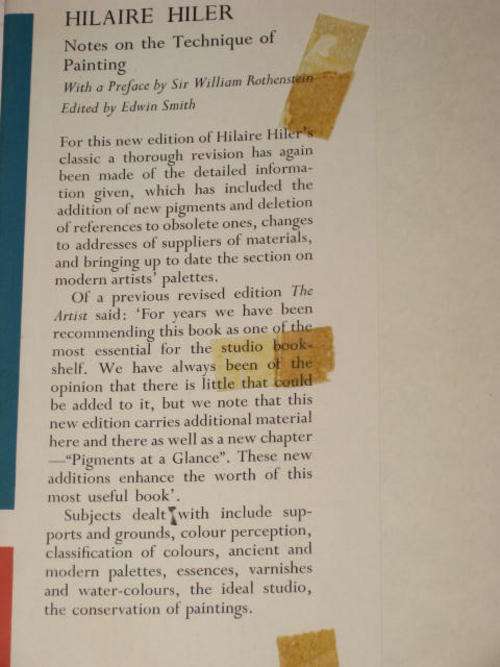 HILAIRE HILER
Notes on the Technique of
Painting
With a Preface by Sir William Rothenstein
Edited by Edwin Smith
For this new edition of Hilaire Hiler's
classic a thorough revision has again
been made of the detailed informa-
tion given, which has included the
addition of new pigments and deletion
of references to obsolete ones, changes
to addresses of suppliers of materials,
and bringing up to date the section on
modern artists' palettes.
Of a previous revised edition The
Artist said: ‘For years we have been
recommending this book as one of the
most essential for the studio book-
shelf. We have always been of the
opinion that there is little that could
be added to it, but we note that this
new edition carries additional material
here and there as well as a new chapter
—“Pigments at a Glance”. These new
additions enhance the worth of this
most useful book’.
Subjects dealt with include sup-
ports and grounds, colour perception,
classification of colours, ancient and
modern palettes, essences, varnishes
and water-colours, the ideal studio,
the conservation of paintings.